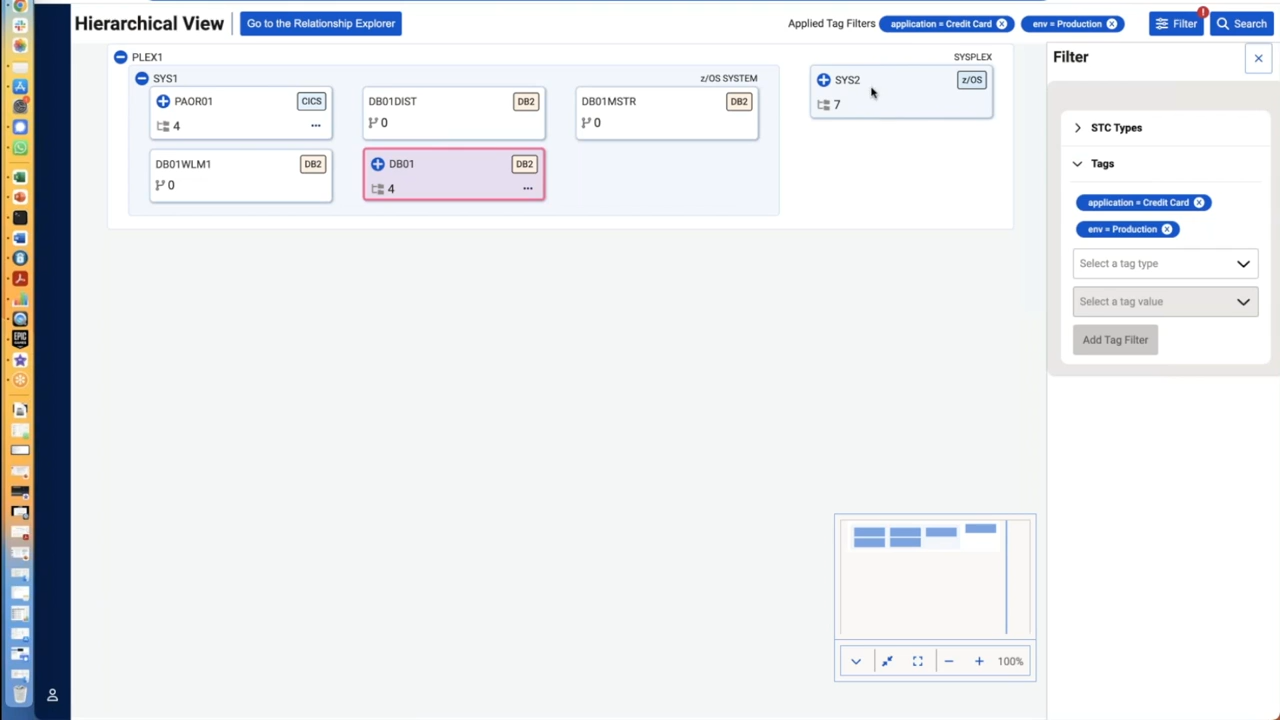 Hierarchical View
Go to the Relationship Explorer
Applied Tag Filters
application = Credit Card
env = Production
!
Filter
Search
PLEX1
SYSPLEX
SYS1
z/OS SYSTEM
PAOR01
CICS
4
...
DB01DIST
DB2
0
DB01MSTR
DB2
0
SYS2
z/OS
7
DB01WLM1
DB2
0
DB01
DB2
4
...
Filter
STC Types
Tags
application = Credit Card
env = Production
Select a tag type
Select a tag value
Add Tag Filter
100%
EPIC